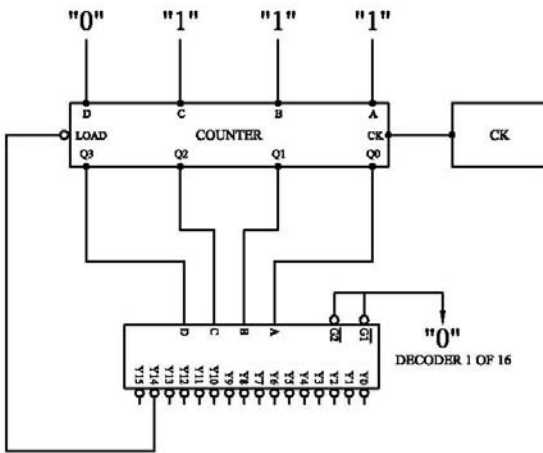 "0" "1" "1" "1"
D C B A
LOAD COUNTER CK
Q3 Q2 Q1 Q0
CK
D C B A G2 G1
"0"
DECODER 1 OF 16
Y15 Y14 Y13 Y12 Y11 Y10 Y9 Y8 Y7 Y6 Y5 Y4 Y3 Y2 Y1 Y0